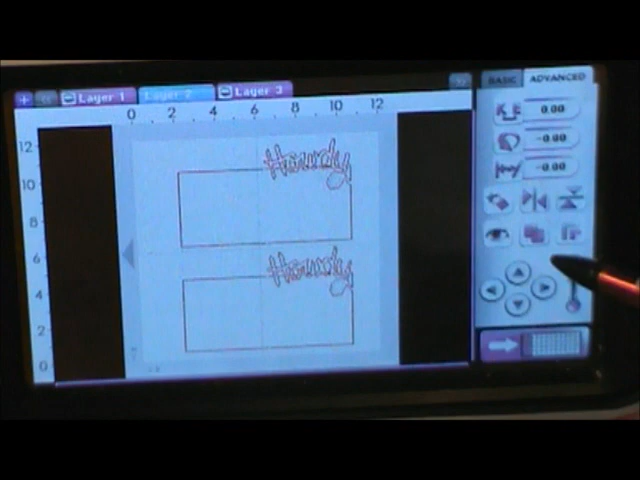 BASIC ADVANCED
+ Layer 1 Layer 2 Layer 3
0 2 4 6 8 10 12
0.00
-0.00
-0.00
12
10
8
6
4
2
0
Howdy
Howdy